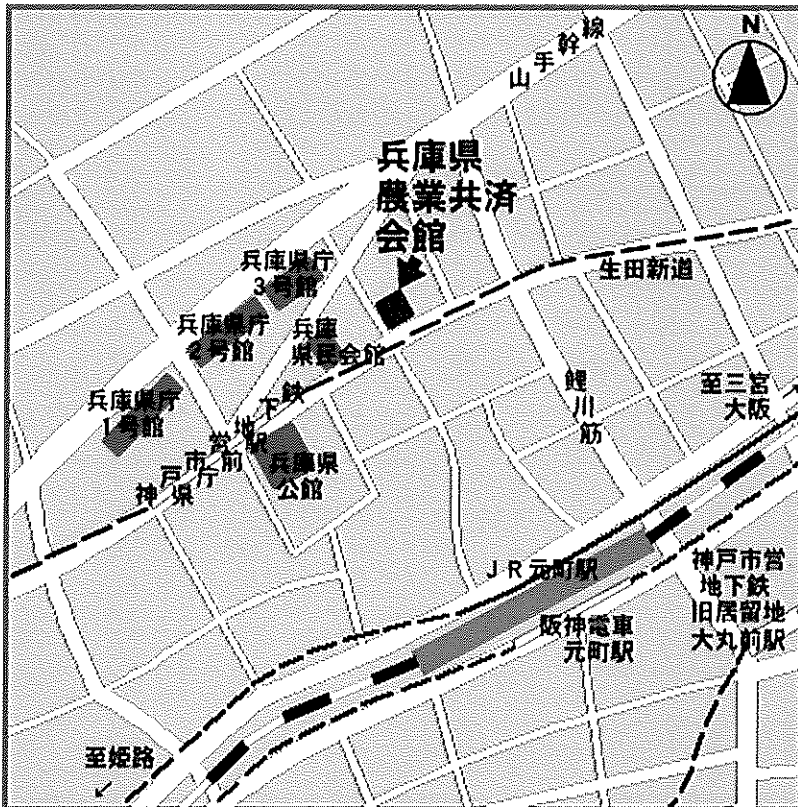 N
山手幹線
兵庫県
農業共済
会館
兵庫県庁
3号館
生田新道
兵庫県庁
2号館
兵庫
県民会館
兵庫県庁
1号館
鯉川筋
至三宮
大阪
神戸市営地下鉄
県庁前駅
兵庫県
公館
JR元町駅
阪神電車
元町駅
神戸市営
地下鉄
旧居留地
大丸前駅
至姫路